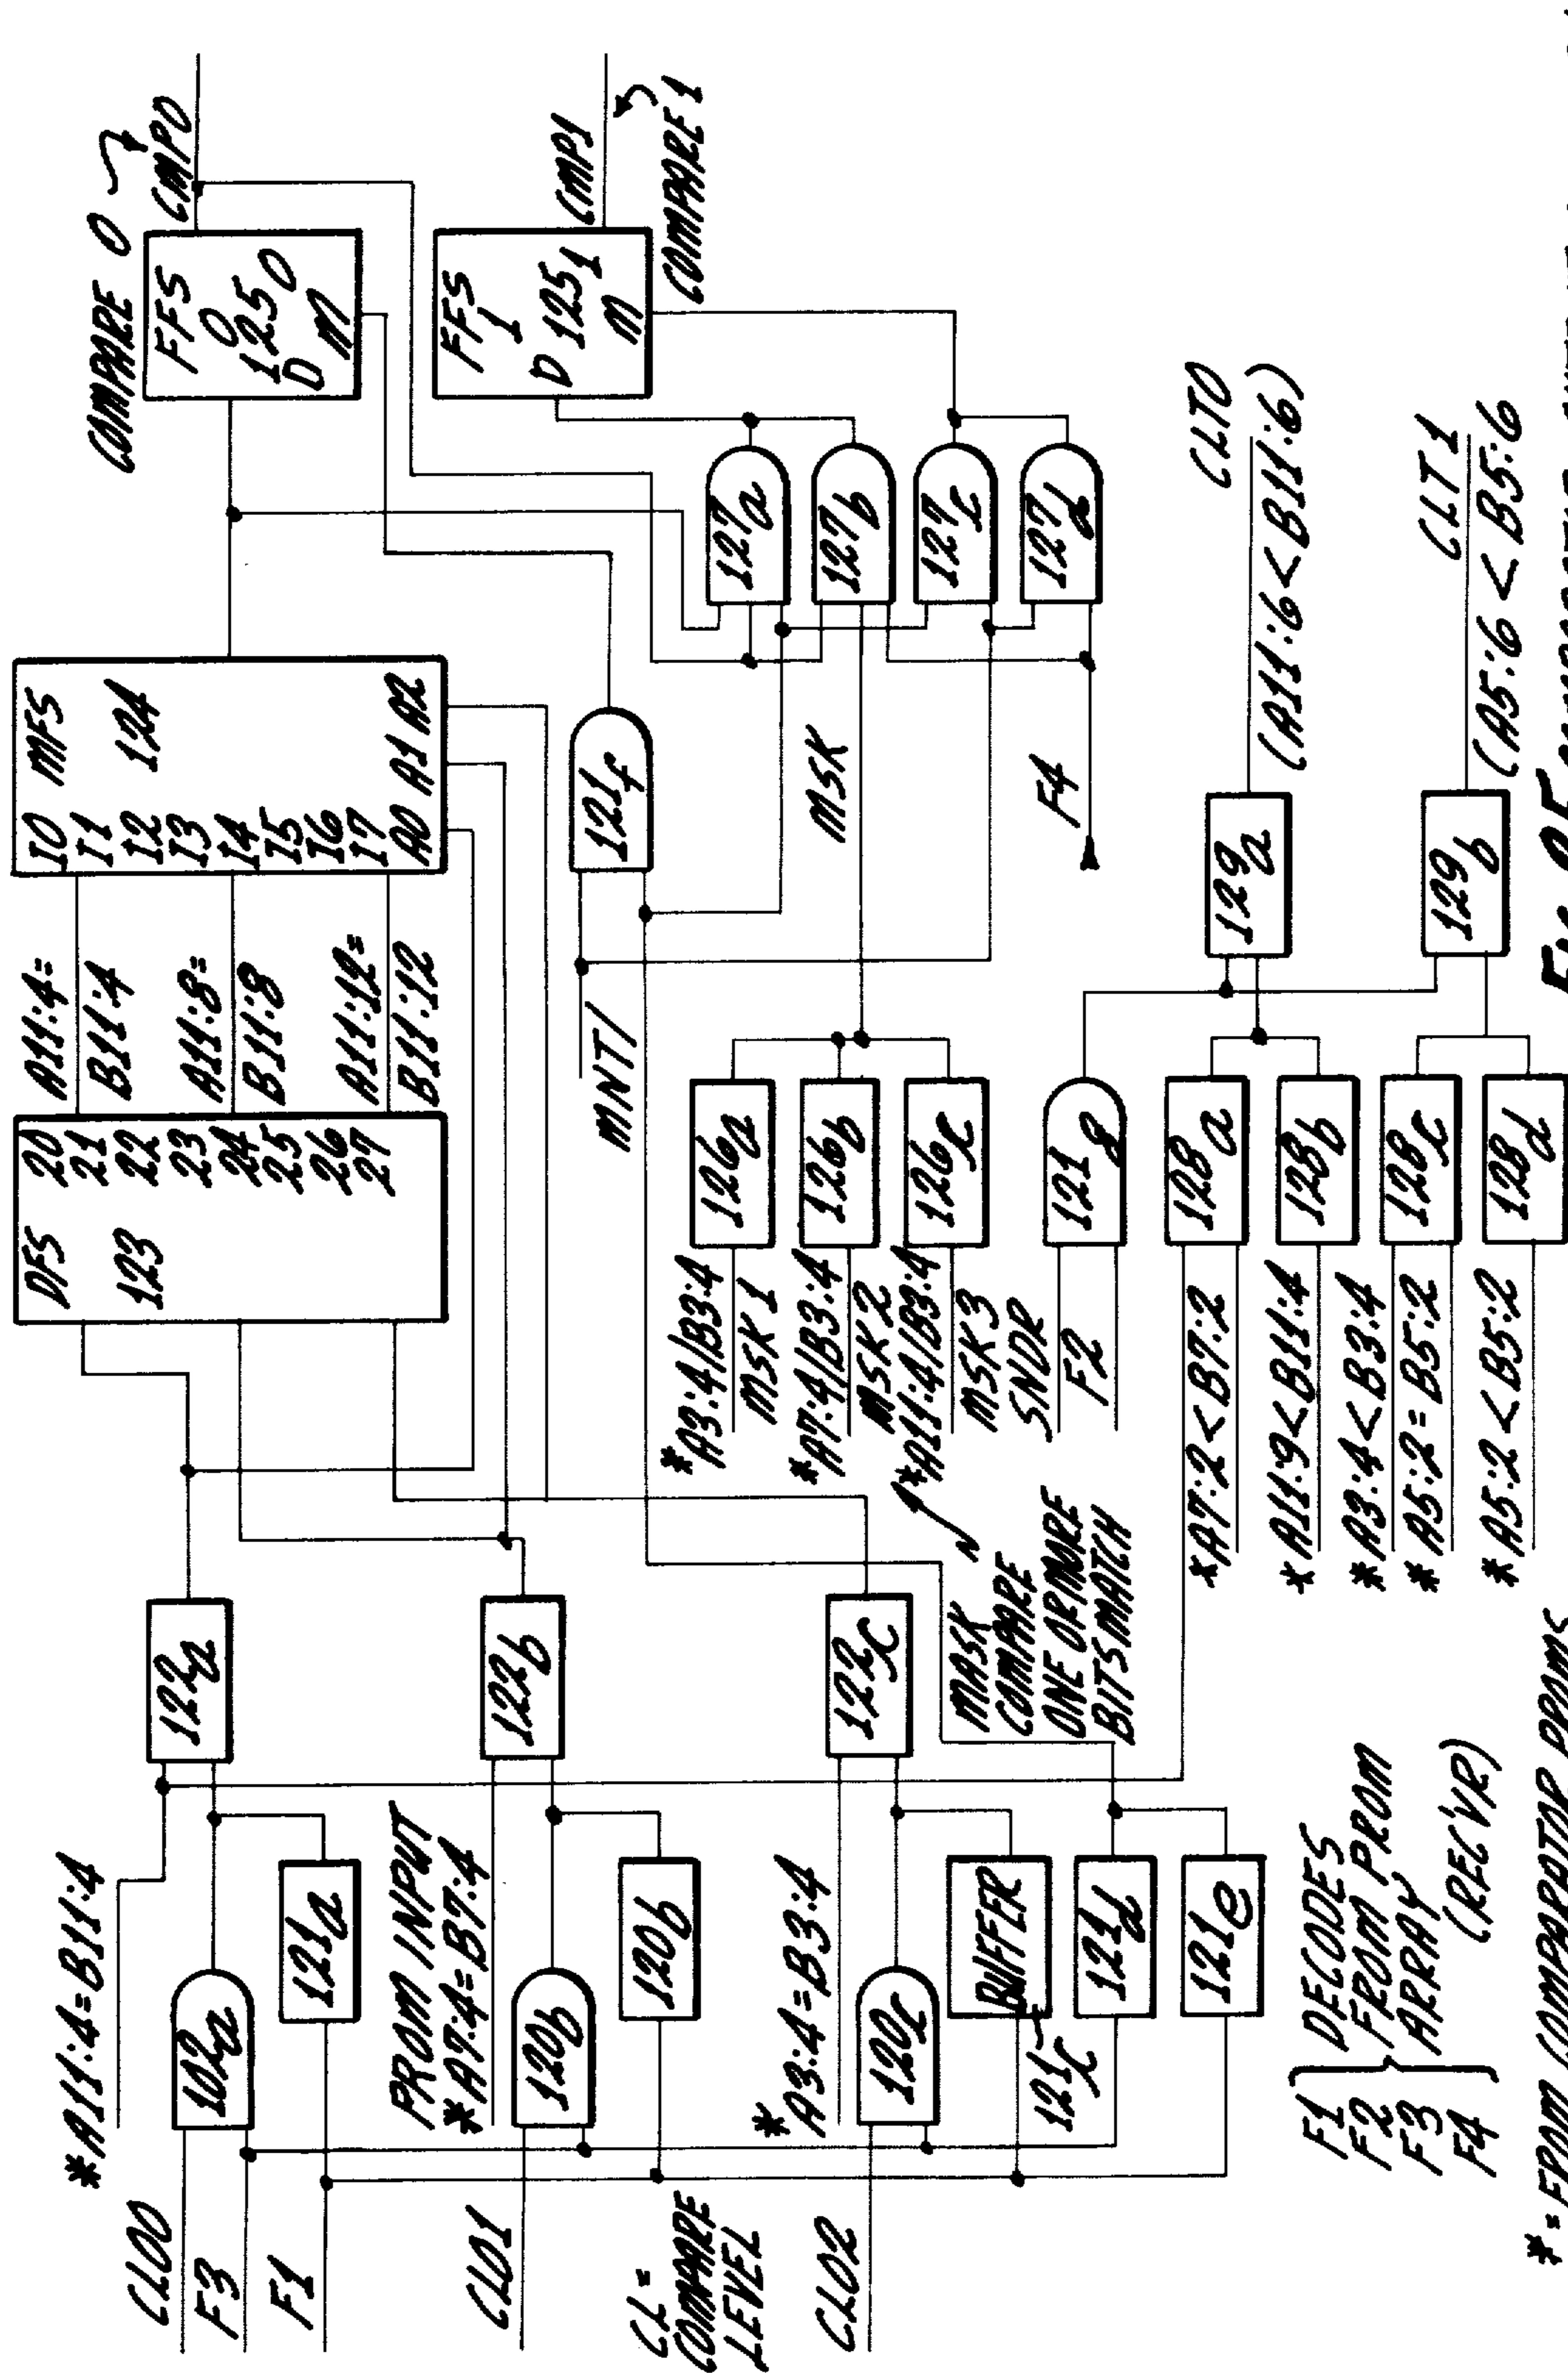 *A11:4=B11:4
CL00
F3
F1
102a
121a
122a
PROM INPUT
*A7:4=B7:4
CL01
120b
120b
122b
CL=
COMPARE
LEVEL
*
A3:4=B3:4
CL02
120c
BUFFER
121c
122c
121d
121e
F1
F2
F3
F4
DECODES
FROM PROM
ARRAY
(REC'VR)
MASK
COMPARE
ONE OR MORE
BITS MATCH
DFS
123
20
21
22
23
24
25
26
27
A11:4=
B11:4
A11:8=
B11:8
A11:12=
B11:12
I0 MFS
I1
I2 124
I3
I4
I5
I6
I7
A0 A1 A2
COMPARE 0
FFS
0
125 0
D
M
CMP0
FFS
1
D 125 1
M
CMP1
COMPARE 1
MNT/
121f
*A3:4/B3:4
MSK1
126a
*A7:4/B3:4
MSK2
126b
*A11:4/B3:4
MSK3
126c
MSK
127a
127b
127c
127d
F4
SNDR
F2
121g
*A7:2<B7:2
128a
*A11:9<B11:4
128b
*A3:4<B3:4
*A5:2=B5:2
128c
*A5:2<B5:2
128d
129a
CLT0
(A11:6<B11:6)
129b
CLT1
(A5:6<B5:6
*=FROM COMPARATOR PROMS